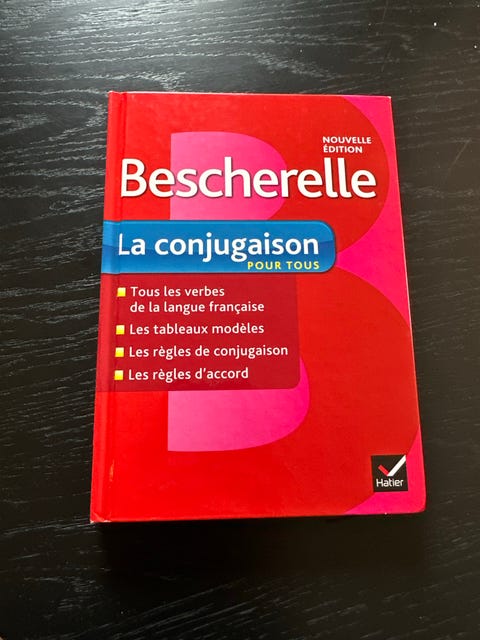 NOUVELLE
ÉDITION
Bescherelle
La conjugaison
POUR TOUS
Tous les verbes
de la langue française
Les tableaux modèles
Les règles de conjugaison
Les règles d'accord
Hatier